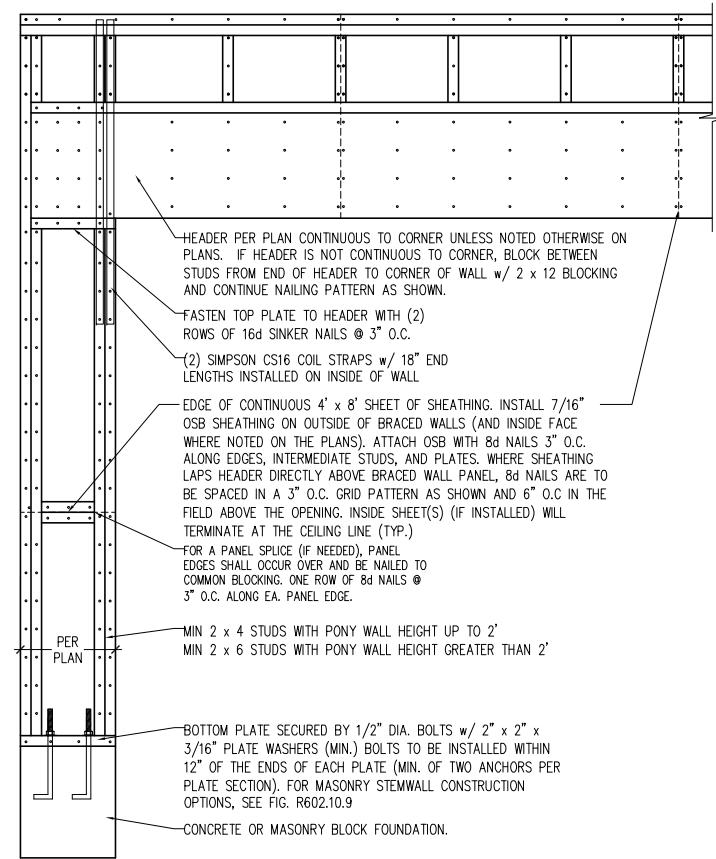 HEADER PER PLAN CONTINUOUS TO CORNER UNLESS NOTED OTHERWISE ON
PLANS. IF HEADER IS NOT CONTINUOUS TO CORNER, BLOCK BETWEEN
STUDS FROM END OF HEADER TO CORNER OF WALL w/ 2 x 12 BLOCKING
AND CONTINUE NAILING PATTERN AS SHOWN.
FASTEN TOP PLATE TO HEADER WITH (2)
ROWS OF 16d SINKER NAILS @ 3" O.C.
(2) SIMPSON CS16 COIL STRAPS w/ 18" END
LENGTHS INSTALLED ON INSIDE OF WALL
EDGE OF CONTINUOUS 4' x 8' SHEET OF SHEATHING. INSTALL 7/16"
OSB SHEATHING ON OUTSIDE OF BRACED WALLS (AND INSIDE FACE
WHERE NOTED ON THE PLANS). ATTACH OSB WITH 8d NAILS 3" O.C.
ALONG EDGES, INTERMEDIATE STUDS, AND PLATES. WHERE SHEATHING
LAPS HEADER DIRECTLY ABOVE BRACED WALL PANEL, 8d NAILS ARE TO
BE SPACED IN A 3" O.C. GRID PATTERN AS SHOWN AND 6" O.C IN THE
FIELD ABOVE THE OPENING. INSIDE SHEET(S) (IF INSTALLED) WILL
TERMINATE AT THE CEILING LINE (TYP.)
FOR A PANEL SPLICE (IF NEEDED), PANEL
EDGES SHALL OCCUR OVER AND BE NAILED TO
COMMON BLOCKING. ONE ROW OF 8d NAILS @
3" O.C. ALONG EA. PANEL EDGE.
PER
PLAN
MIN 2 x 4 STUDS WITH PONY WALL HEIGHT UP TO 2'
MIN 2 x 6 STUDS WITH PONY WALL HEIGHT GREATER THAN 2'
BOTTOM PLATE SECURED BY 1/2" DIA. BOLTS w/ 2" x 2" x
3/16" PLATE WASHERS (MIN.) BOLTS TO BE INSTALLED WITHIN
12" OF THE ENDS OF EACH PLATE (MIN. OF TWO ANCHORS PER
PLATE SECTION). FOR MASONRY STEMWALL CONSTRUCTION
OPTIONS, SEE FIG. R602.10.9
CONCRETE OR MASONRY BLOCK FOUNDATION.